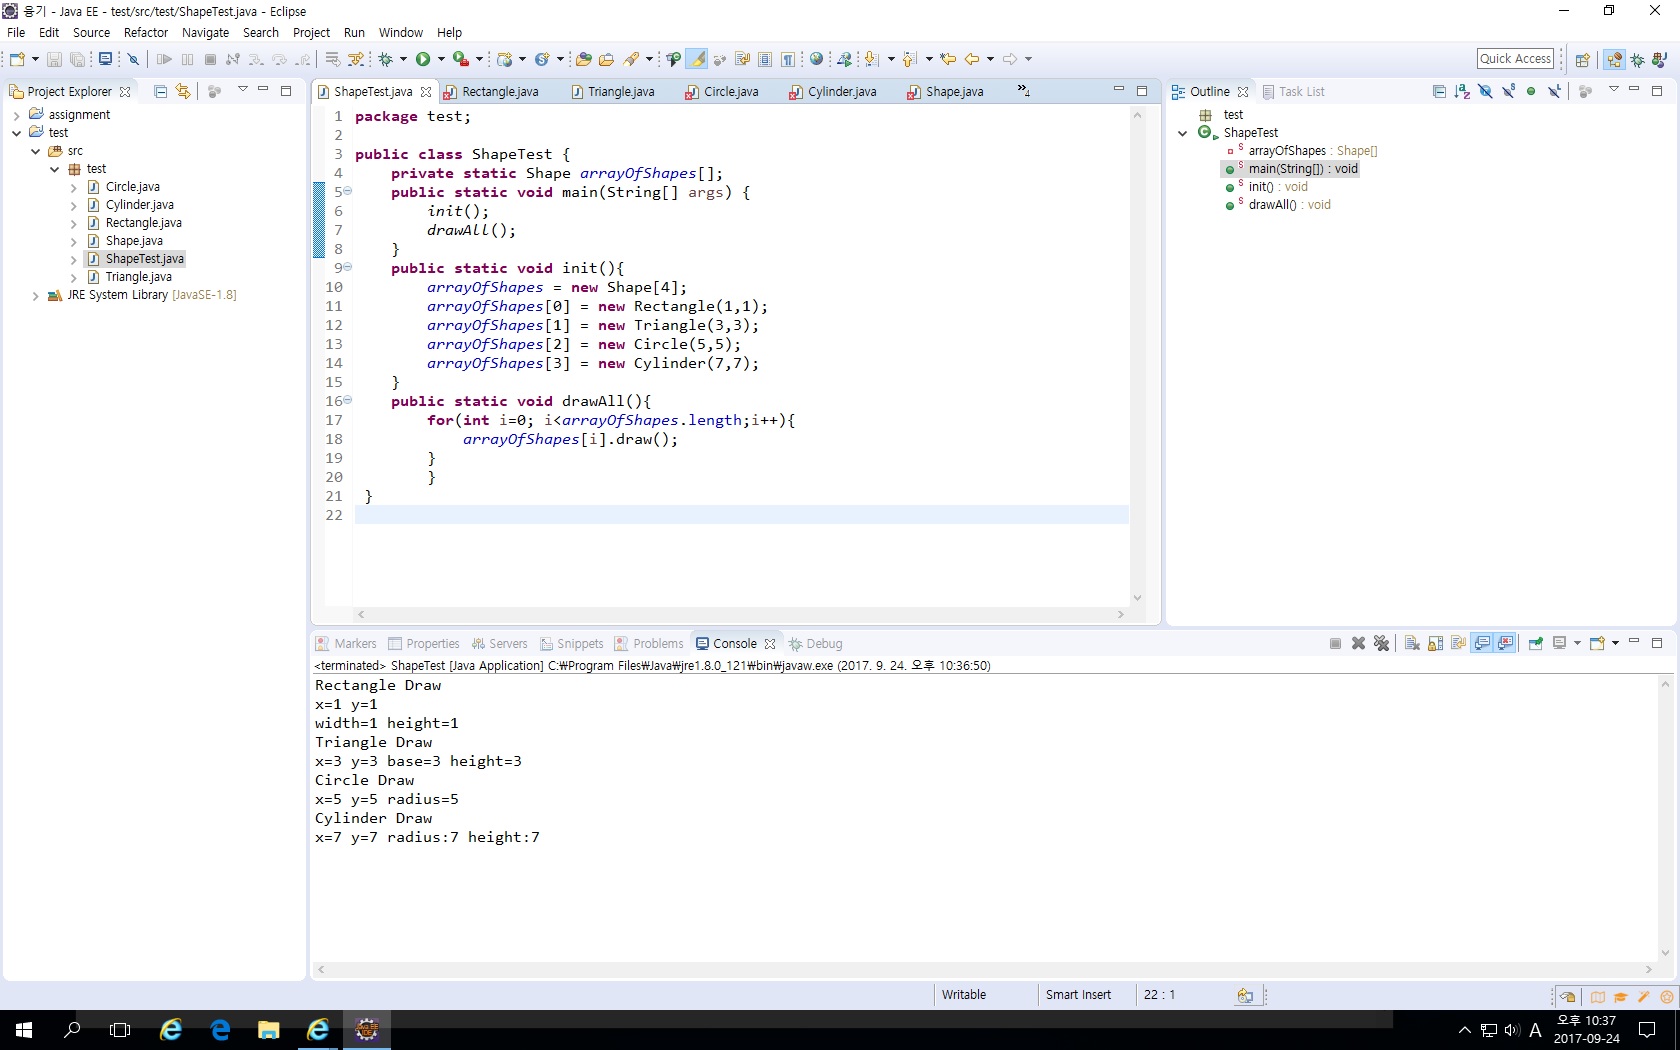 융기 - Java EE - test/src/test/ShapeTest.java - Eclipse
File Edit Source Refactor Navigate Search Project Run Window Help
Quick Access
Project Explorer
assignment
test
src
test
Circle.java
Cylinder.java
Rectangle.java
Shape.java
ShapeTest.java
Triangle.java
JRE System Library [JavaSE-1.8]
ShapeTest.java Rectangle.java Triangle.java Circle.java Cylinder.java Shape.java »4
1 package test;
2
3 public class ShapeTest {
4 private static Shape arrayOfShapes[];
5 public static void main(String[] args) {
6 init();
7 drawAll();
8 }
9 public static void init(){
10 arrayOfShapes = new Shape[4];
11 arrayOfShapes[0] = new Rectangle(1,1);
12 arrayOfShapes[1] = new Triangle(3,3);
13 arrayOfShapes[2] = new Circle(5,5);
14 arrayOfShapes[3] = new Cylinder(7,7);
15 }
16 public static void drawAll(){
17 for(int i=0; i<arrayOfShapes.length;i++){
18 arrayOfShapes[i].draw();
19 }
20 }
21 }
22
Outline Task List
test
ShapeTest
arrayOfShapes : Shape[]
main(String[]) : void
init() : void
drawAll() : void
Markers Properties Servers Snippets Problems Console Debug
<terminated> ShapeTest [Java Application] C:₩Program Files₩Java₩jre1.8.0_121₩bin₩javaw.exe (2017. 9. 24. 오후 10:36:50)
Rectangle Draw
x=1 y=1
width=1 height=1
Triangle Draw
x=3 y=3 base=3 height=3
Circle Draw
x=5 y=5 radius=5
Cylinder Draw
x=7 y=7 radius:7 height:7
Writable Smart Insert 22 : 1
A
오후 10:37
2017-09-24